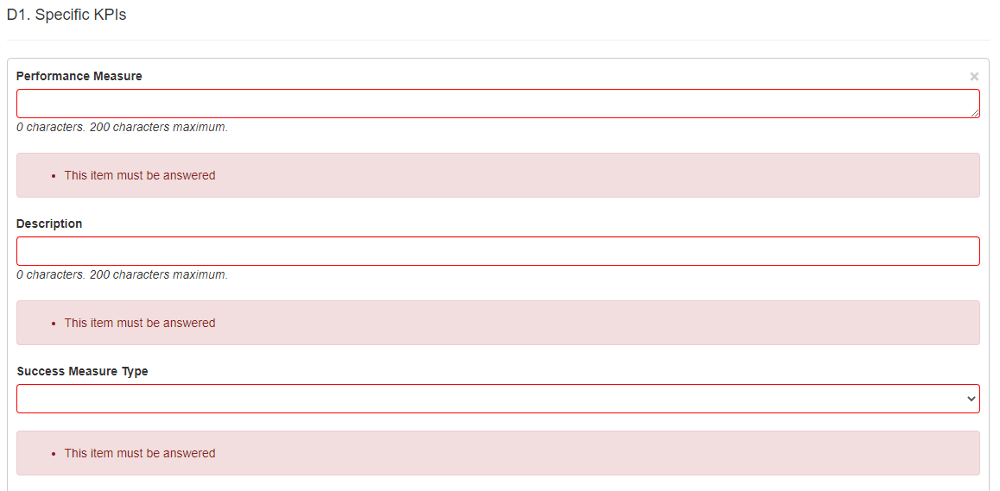 D1. Specific KPIs
Performance Measure
×
0 characters. 200 characters maximum.
This item must be answered
Description
0 characters. 200 characters maximum.
This item must be answered
Success Measure Type
This item must be answered